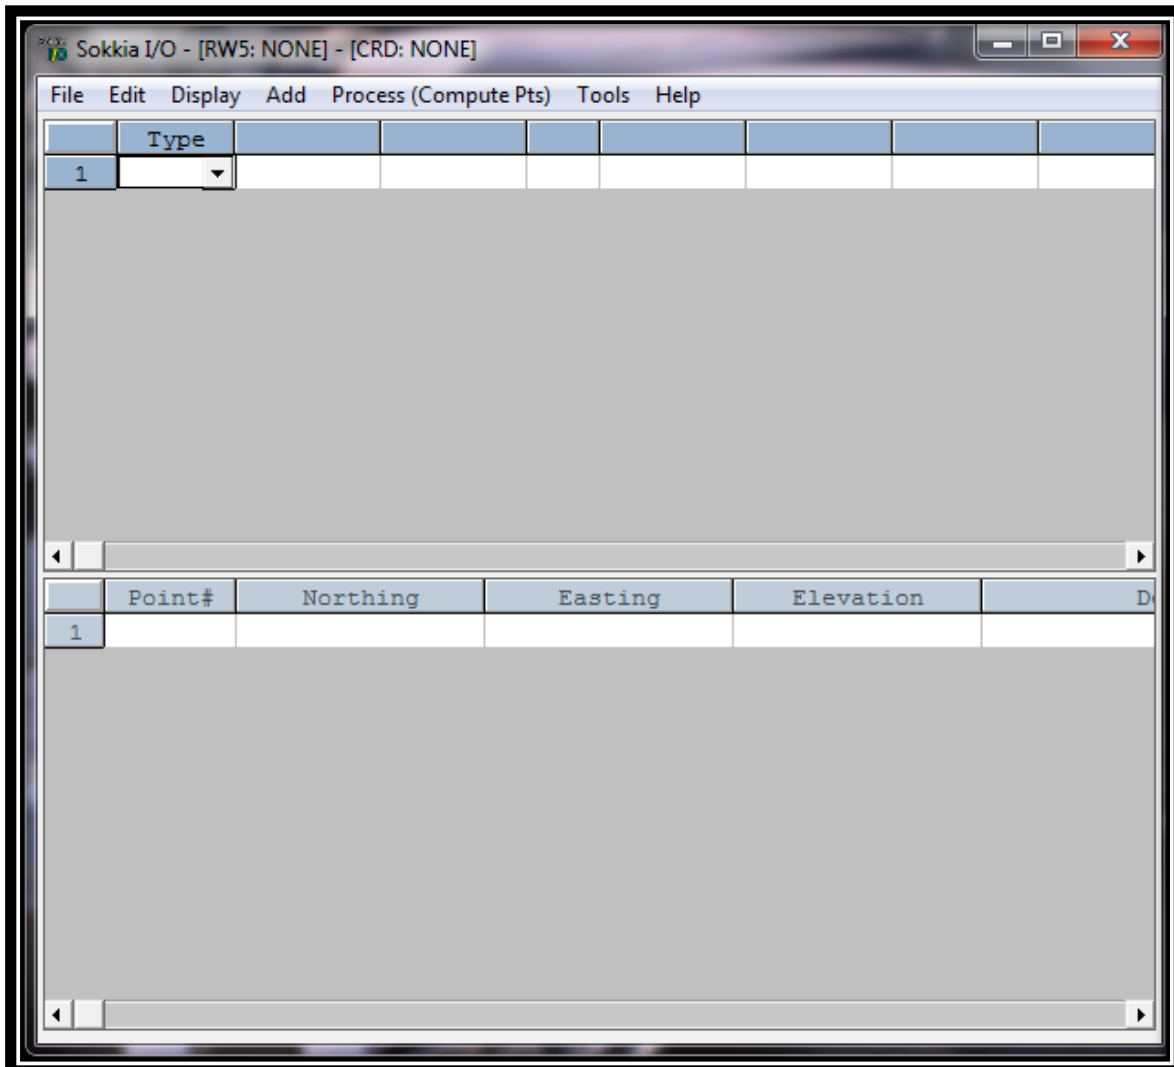 Sokkia I/O - [RW5: NONE] - [CRD: NONE]
File Edit Display Add Process (Compute Pts) Tools Help
Type
1
Point# Northing Easting Elevation
1